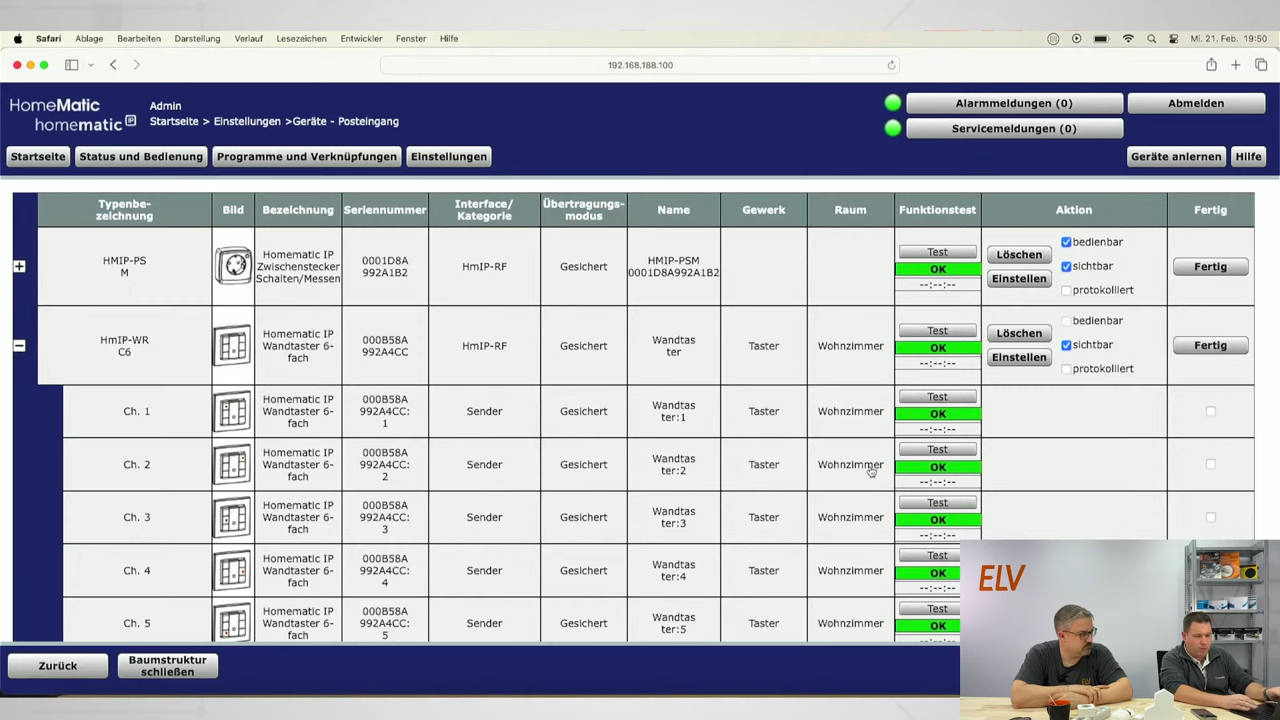 Safari Ablage Bearbeiten Darstellung Verlauf Lesezeichen Entwickler Fenster Hilfe Mi. 21. Feb. 19:50
192.168.188.100
HomeMatic
homematic IP
Admin
Startseite > Einstellungen >Geräte - Posteingang
Alarmmeldungen (0)
Abmelden
Servicemeldungen (0)
Startseite Status und Bedienung Programme und Verknüpfungen Einstellungen Geräte anlernen Hilfe
Typenbe-
zeichnung
Bild
Bezeichnung
Seriennummer
Interface/
Kategorie
Übertragungs-
modus
Name
Gewerk
Raum
Funktionstest
Aktion
Fertig
HMIP-PS
M
Homematic IP
Zwischenstecker
Schalten/Messen
0001D8A
992A1B2
HmIP-RF
Gesichert
HMIP-PSM
0001D8A992A1B2
Test
OK
--:--:--
Löschen
Einstellen
bedienbar
sichtbar
protokolliert
Fertig
HmIP-WR
C6
Homematic IP
Wandtaster 6-
fach
000B58A
992A4CC
HmIP-RF
Gesichert
Wandtas
ter
Taster
Wohnzimmer
Test
OK
--:--:--
Löschen
Einstellen
bedienbar
sichtbar
protokolliert
Fertig
Ch. 1
Homematic IP
Wandtaster 6-
fach
000B58A
992A4CC:
1
Sender
Gesichert
Wandtas
ter:1
Taster
Wohnzimmer
Test
OK
--:--:--
Ch. 2
Homematic IP
Wandtaster 6-
fach
000B58A
992A4CC:
2
Sender
Gesichert
Wandtas
ter:2
Taster
Wohnzimmer
Test
OK
--:--:--
Ch. 3
Homematic IP
Wandtaster 6-
fach
000B58A
992A4CC:
3
Sender
Gesichert
Wandtas
ter:3
Taster
Wohnzimmer
Test
OK
--:--:--
Ch. 4
Homematic IP
Wandtaster 6-
fach
000B58A
992A4CC:
4
Sender
Gesichert
Wandtas
ter:4
Taster
Wohnzimmer
Test
OK
Ch. 5
Homematic IP
Wandtaster 6-
fach
000B58A
992A4CC:
5
Sender
Gesichert
Wandtas
ter:5
Taster
Wohnzimmer
Test
OK
Zurück
Baumstruktur
schließen
ELV
ELV